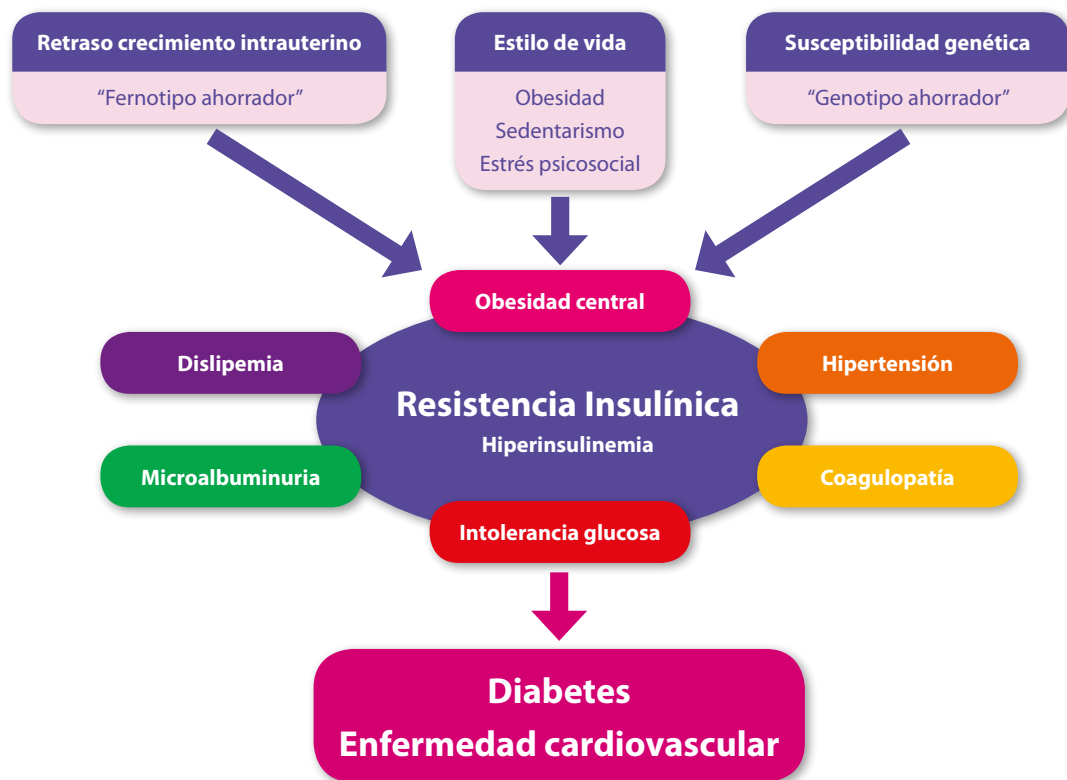 Retraso crecimiento intrauterino
“Fernotipo ahorrador”
Estilo de vida
Obesidad
Sedentarismo
Estrés psicosocial
Susceptibilidad genética
“Genotipo ahorrador”
Obesidad central
Dislipemia
Hipertensión
Resistencia Insulínica
Hiperinsulinemia
Microalbuminuria
Coagulopatía
Intolerancia glucosa
Diabetes
Enfermedad cardiovascular